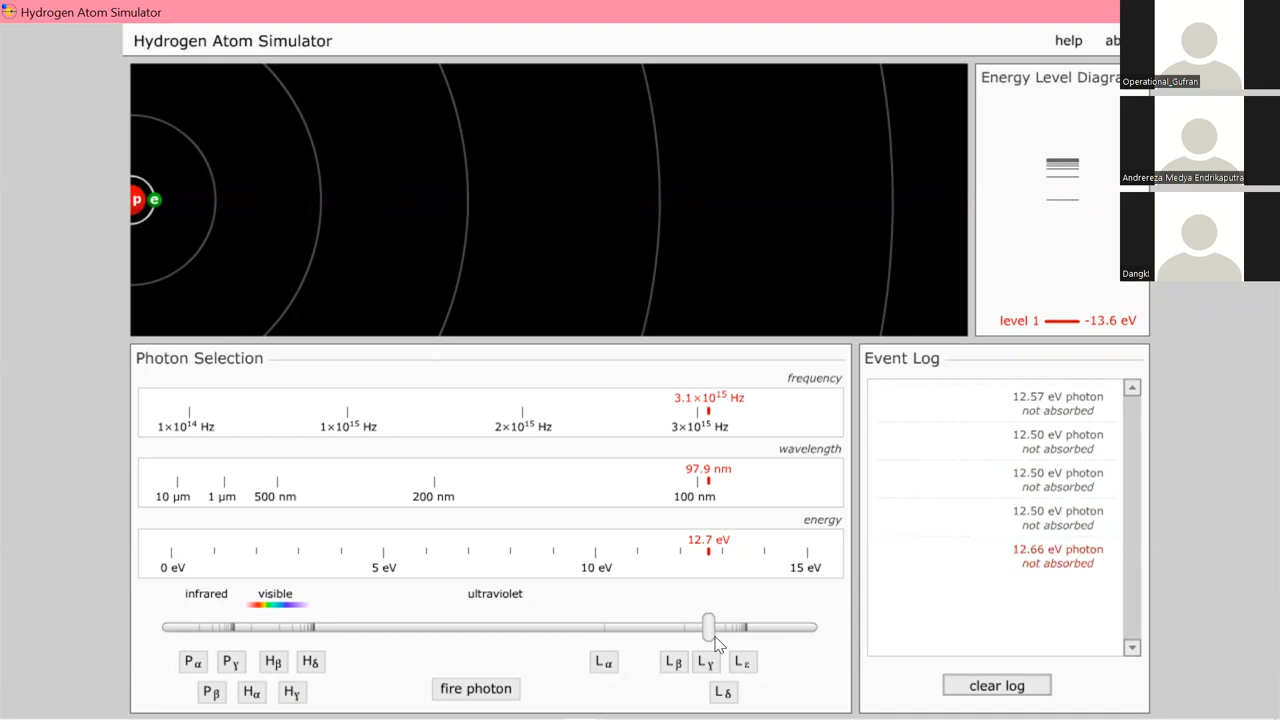 Hydrogen Atom Simulator
Hydrogen Atom Simulator
help
Energy Level Diagra
Operational_Gufran
Andrereza Medya Endrikaputra
p e
level 1 -13.6 eV
Photon Selection
frequency
3.1×10¹⁵ Hz
1×10¹⁴ Hz 1×10¹⁵ Hz 2×10¹⁵ Hz 3×10¹⁵ Hz
wavelength
97.9 nm
10 μm 1 μm 500 nm 200 nm 100 nm
energy
12.7 eV
0 eV 5 eV 10 eV 15 eV
infrared visible ultraviolet
Pα Pγ Hβ Hδ Lα Lβ Lγ Lε
Pβ Hα Hγ fire photon Lδ
Event Log
12.57 eV photon
not absorbed
12.50 eV photon
not absorbed
12.50 eV photon
not absorbed
12.50 eV photon
not absorbed
12.66 eV photon
not absorbed
clear log